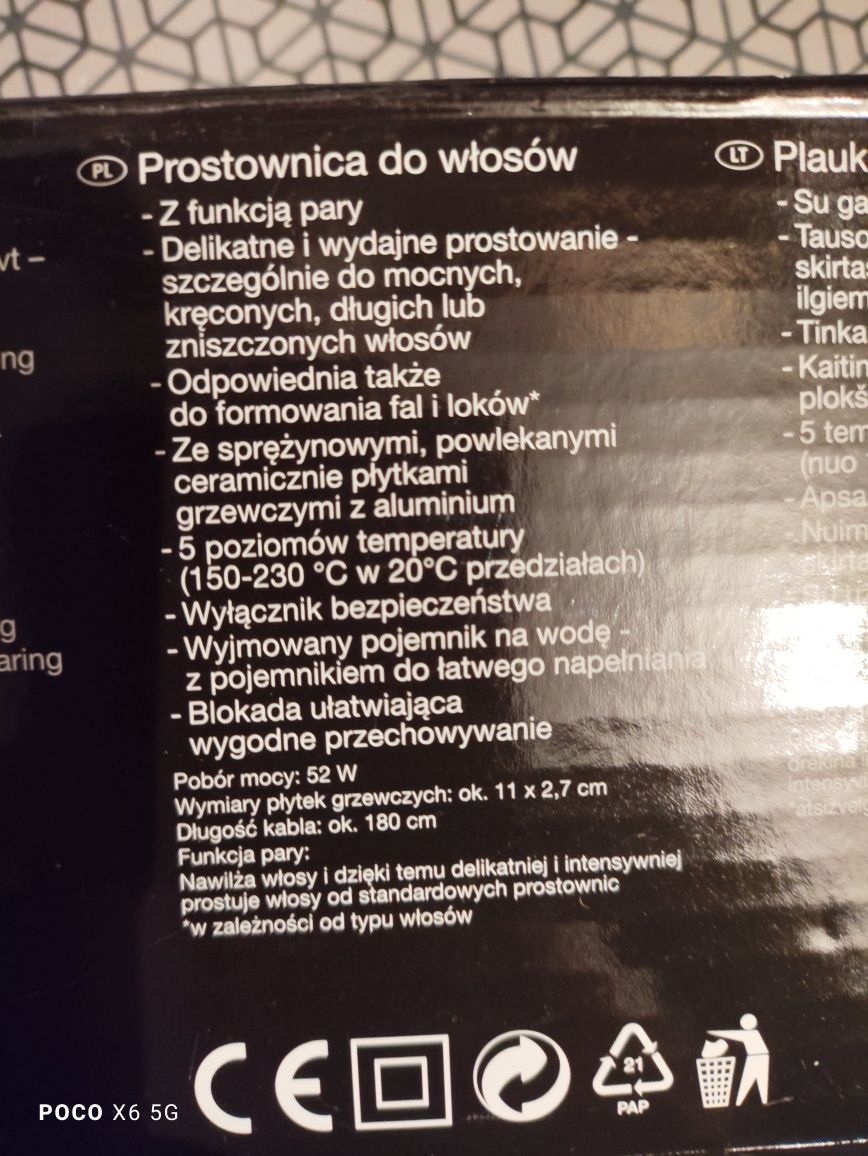 PL Prostownica do włosów
- Z funkcją pary
- Delikatne i wydajne prostowanie -
szczególnie do mocnych,
kręconych, długich lub
zniszczonych włosów
- Odpowiednia także
do formowania fal i loków*
- Ze sprężynowymi, powlekanymi
ceramicznie płytkami
grzewczymi z aluminium
- 5 poziomów temperatury
(150-230 °C w 20°C przedziałach)
- Wyłącznik bezpieczeństwa
- Wyjmowany pojemnik na wodę -
z pojemnikiem do łatwego napełniania
- Blokada ułatwiająca
wygodne przechowywanie
Pobór mocy: 52 W
Wymiary płytek grzewczych: ok. 11 x 2,7 cm
Długość kabla: ok. 180 cm
Funkcja pary:
Nawilża włosy i dzięki temu delikatniej i intensywniej
prostuje włosy od standardowych prostownic
*w zależności od typu włosów
LT Plauk
- Su ga
- Tauso
skirta
ilgiem
- Tinka
- Kaitin
plokš
- 5 tem
(nuo
- Apsa
- Nuim
vt –
ng
g
aring
CE
21
PAP
POCO X6 5G